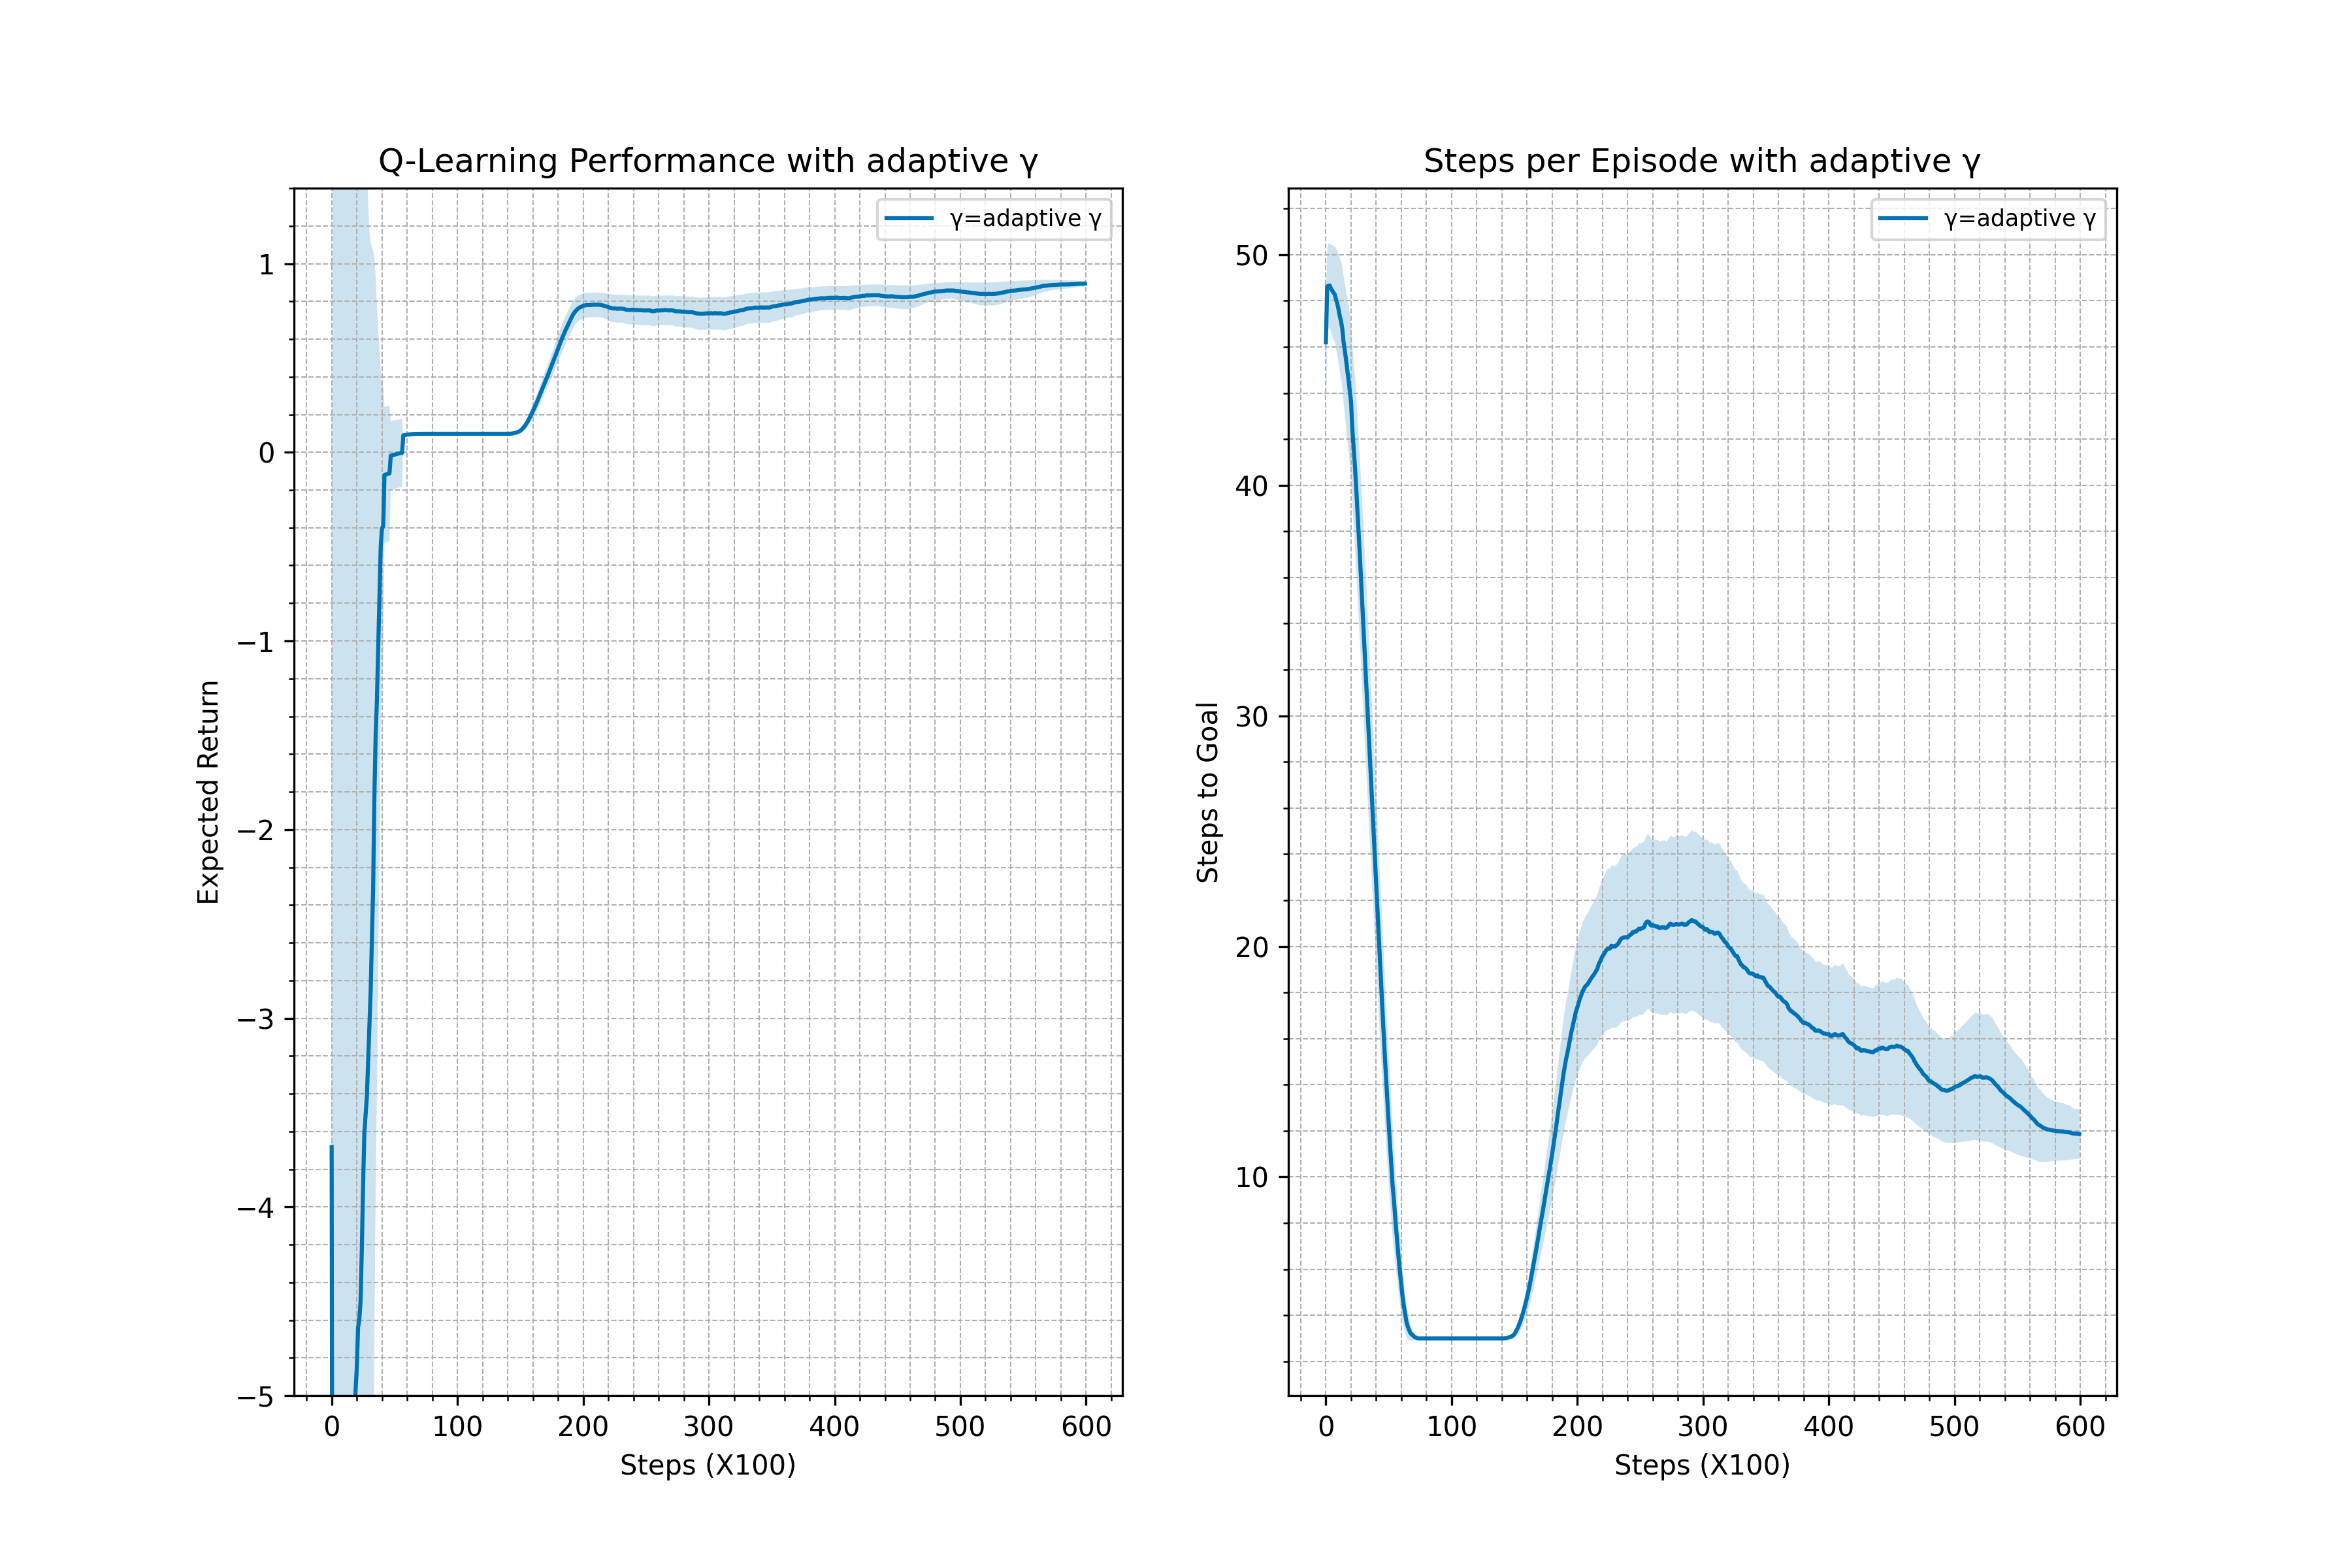 Q-Learning Performance with adaptive γ
γ=adaptive γ
Expected Return
1
0
−1
−2
−3
−4
−5
0 100 200 300 400 500 600
Steps (X100)
Steps per Episode with adaptive γ
γ=adaptive γ
Steps to Goal
50
40
30
20
10
0 100 200 300 400 500 600
Steps (X100)